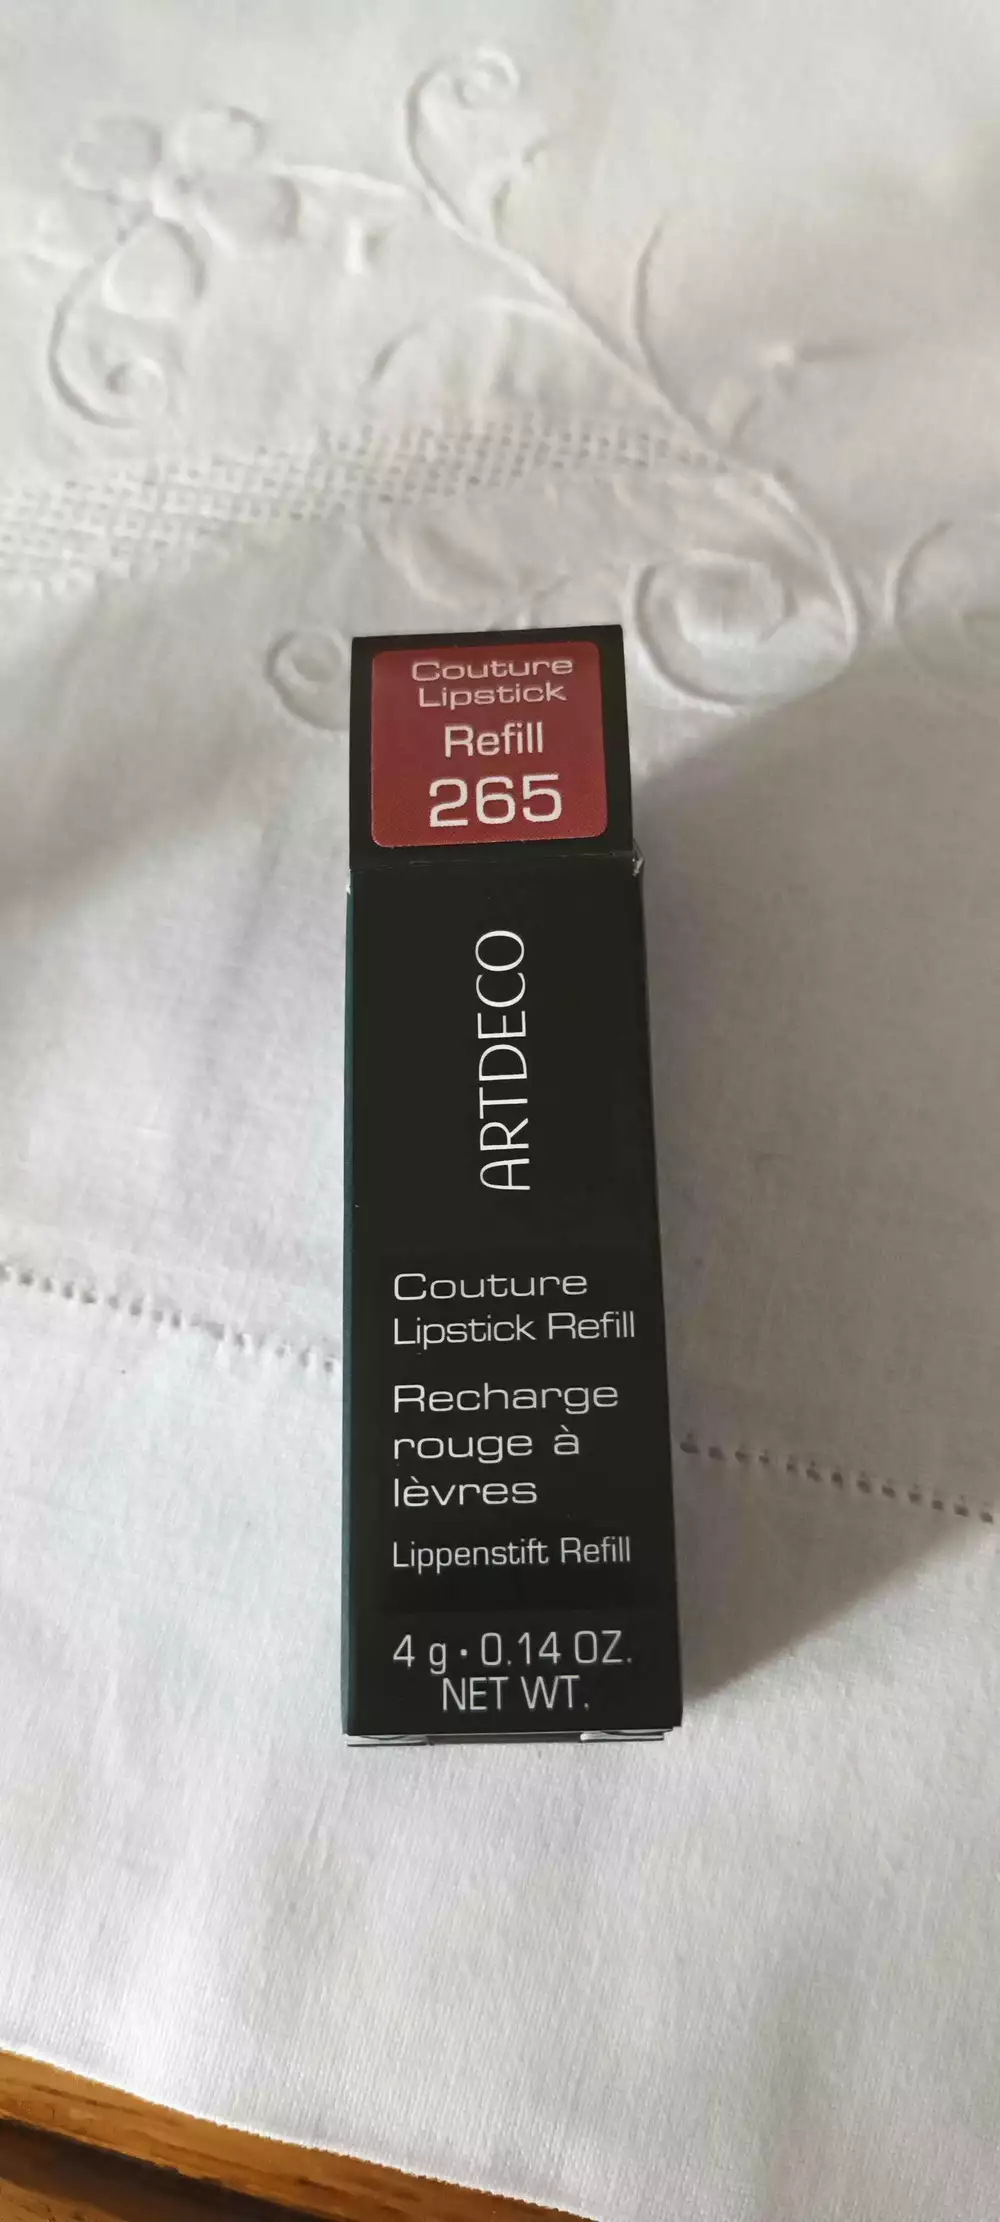 Couture
Lipstick
Refill
265
ARTDECO
Couture
Lipstick Refill
Recharge
rouge à
lèvres
Lippenstift Refill
4 g · 0.14 OZ.
NET WT.